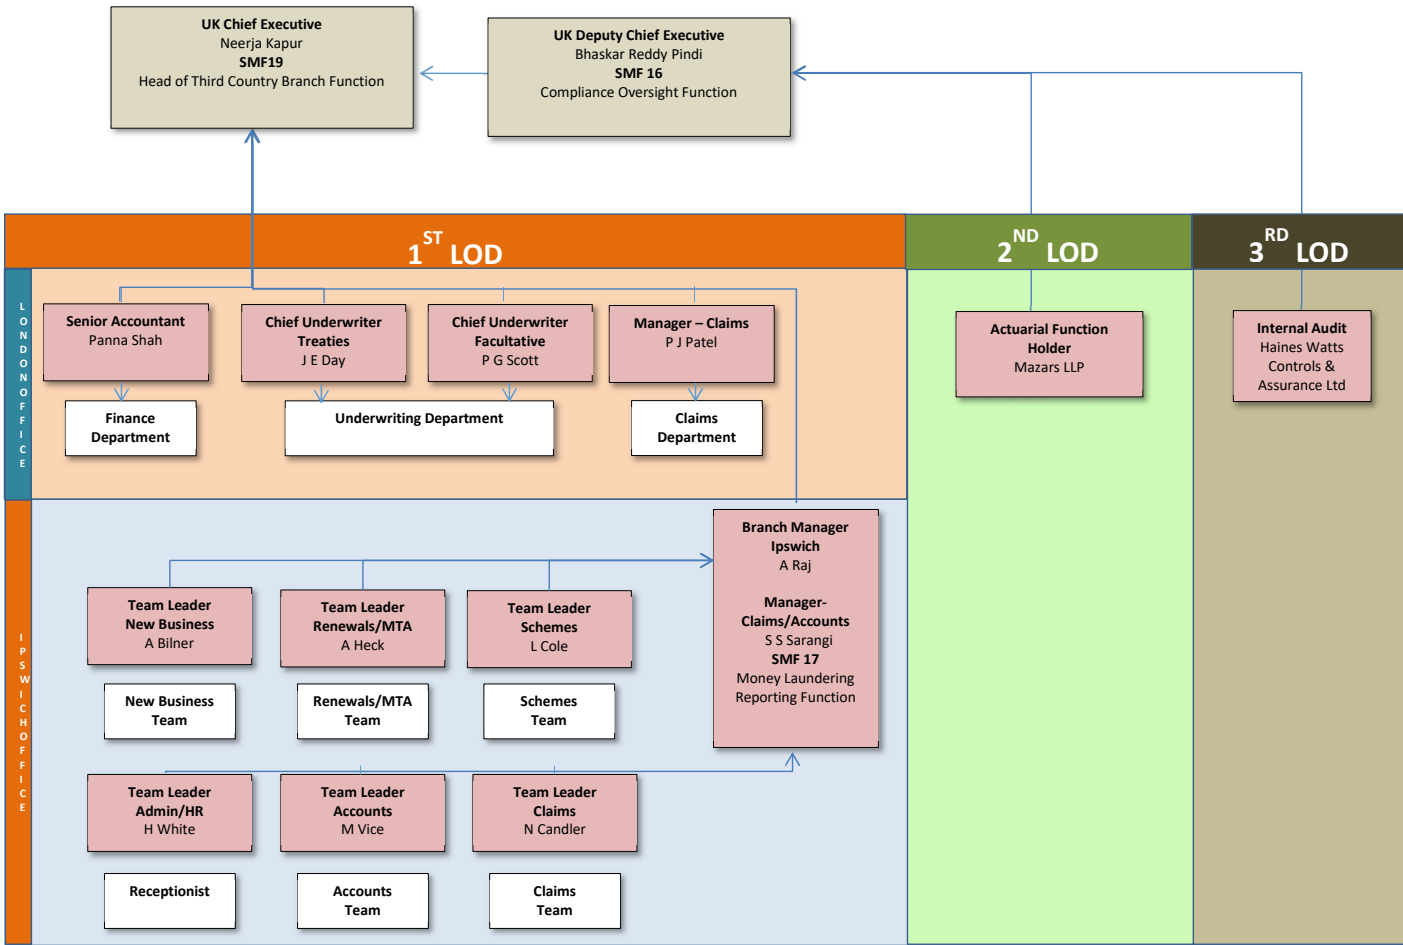 UK Chief Executive
Neerja Kapur
SMF19
Head of Third Country Branch Function
UK Deputy Chief Executive
Bhaskar Reddy Pindi
SMF 16
Compliance Oversight Function
1ST LOD
2ND LOD
3RD LOD
LONDONOFFICE
Senior Accountant
Panna Shah
Chief Underwriter
Treaties
J E Day
Chief Underwriter
Facultative
P G Scott
Manager – Claims
P J Patel
Actuarial Function
Holder
Mazars LLP
Internal Audit
Haines Watts
Controls &
Assurance Ltd
Finance
Department
Underwriting Department
Claims
Department
IPSWICHOFFICE
Branch Manager
Ipswich
A Raj
Manager-
Claims/Accounts
S S Sarangi
SMF 17
Money Laundering
Reporting Function
Team Leader
New Business
A Bilner
Team Leader
Renewals/MTA
A Heck
Team Leader
Schemes
L Cole
New Business
Team
Renewals/MTA
Team
Schemes
Team
Team Leader
Admin/HR
H White
Team Leader
Accounts
M Vice
Team Leader
Claims
N Candler
Receptionist
Accounts
Team
Claims
Team